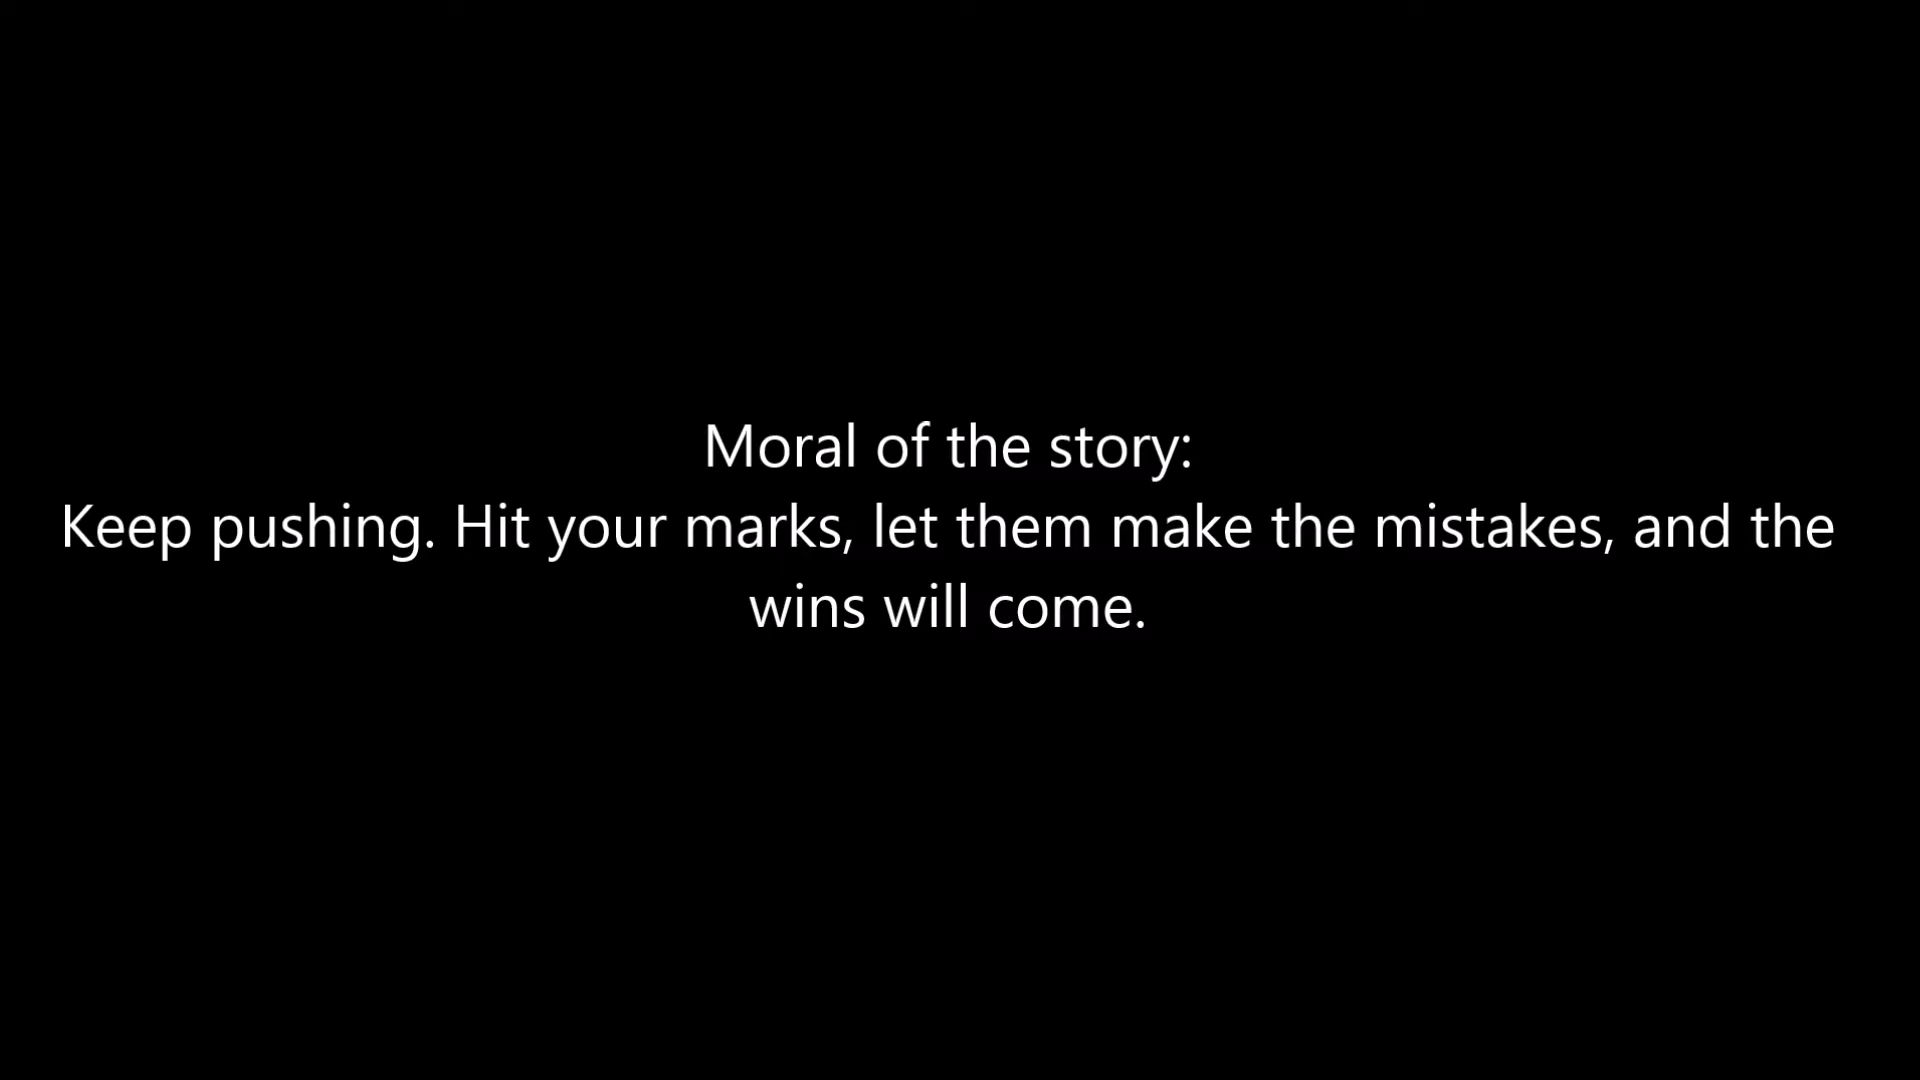 Moral of the story:
Keep pushing. Hit your marks, let them make the mistakes, and the
wins will come.